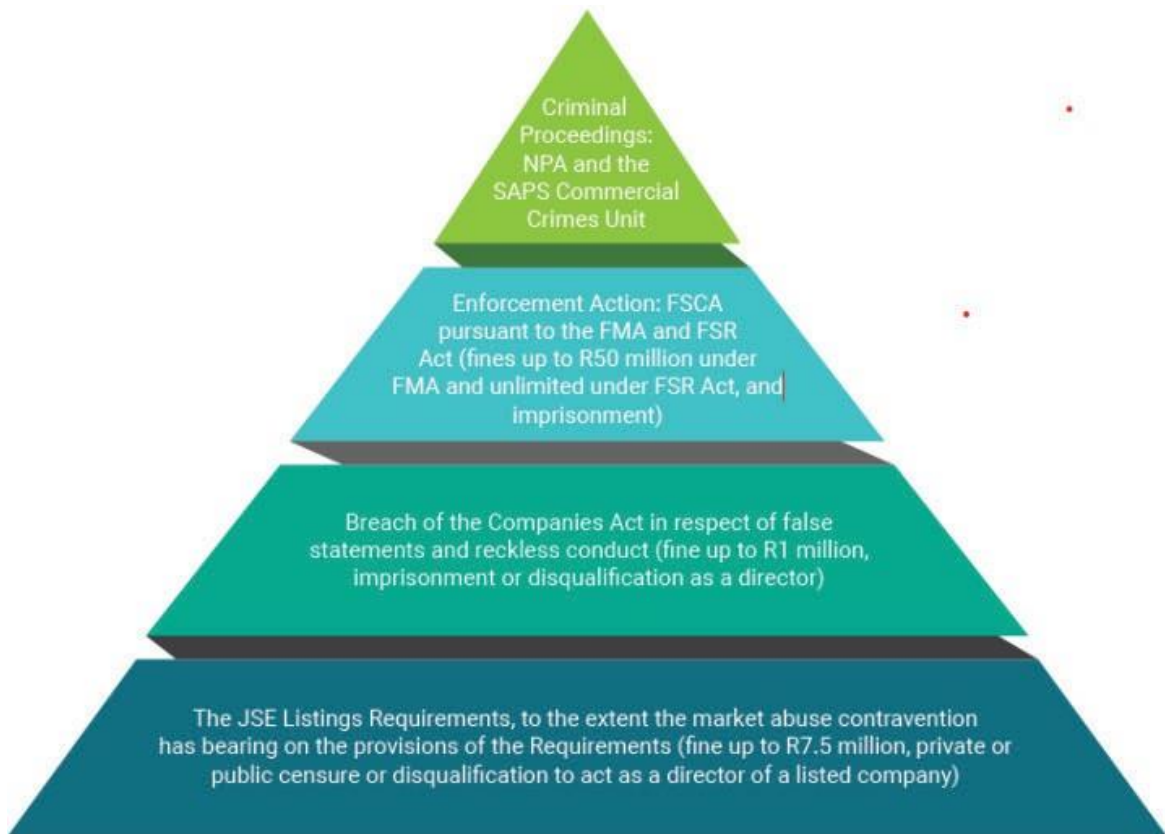 Criminal
Proceedings:
NPA and the
SAPS Commercial
Crimes Unit
Enforcement Action: FSCA
pursuant to the FMA and FSR
Act (fines up to R50 million under
FMA and unlimited under FSR Act, and
imprisonment)
Breach of the Companies Act in respect of false
statements and reckless conduct (fine up to R1 million,
imprisonment or disqualification as a director)
The JSE Listings Requirements, to the extent the market abuse contravention
has bearing on the provisions of the Requirements (fine up to R7.5 million, private or
public censure or disqualification to act as a director of a listed company)